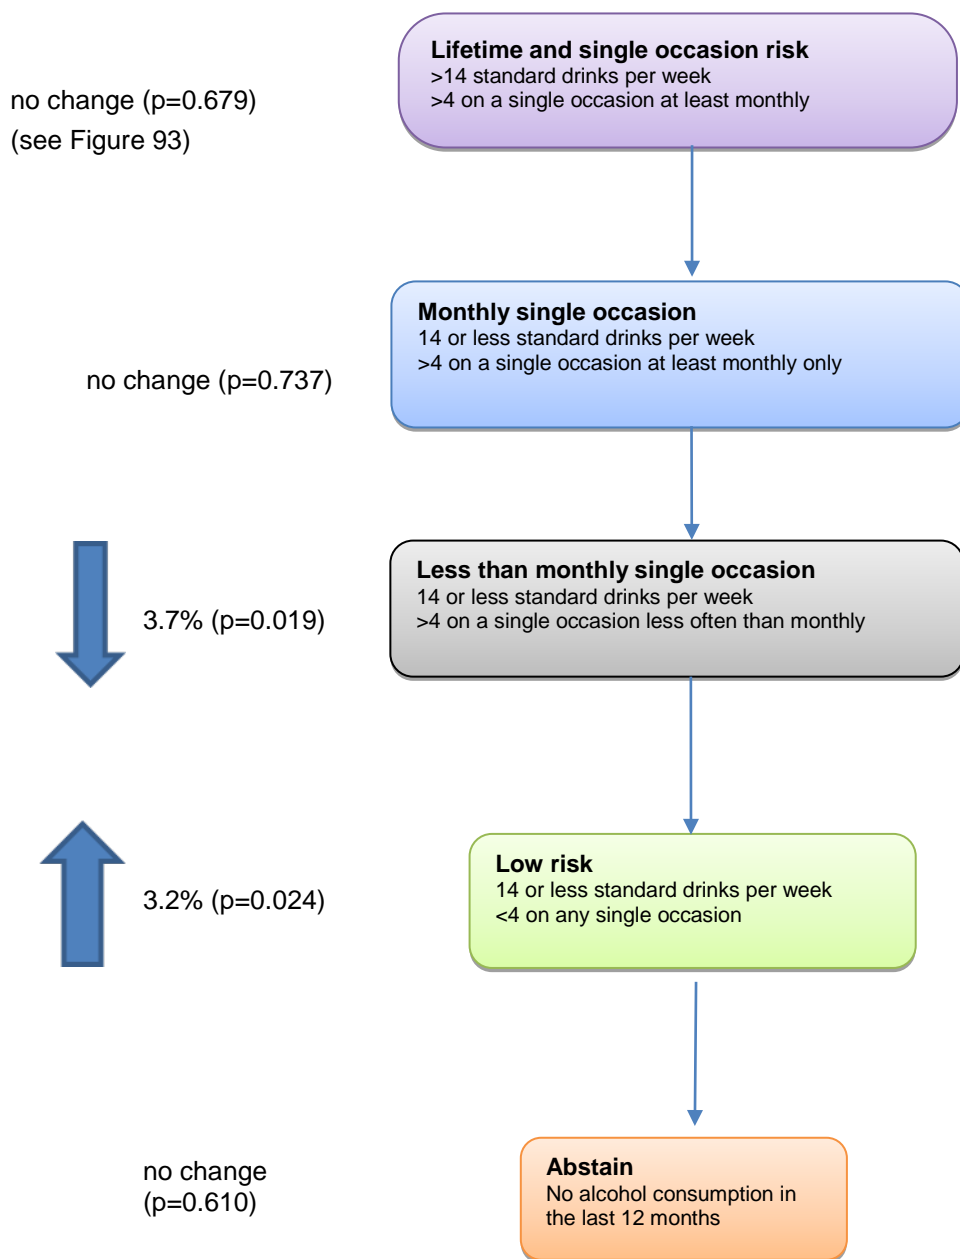 Lifetime and single occasion risk
>14 standard drinks per week
>4 on a single occasion at least monthly
no change (p=0.679)
(see Figure 93)
Monthly single occasion
14 or less standard drinks per week
>4 on a single occasion at least monthly only
no change (p=0.737)
Less than monthly single occasion
14 or less standard drinks per week
>4 on a single occasion less often than monthly
3.7% (p=0.019)
Low risk
14 or less standard drinks per week
<4 on any single occasion
3.2% (p=0.024)
Abstain
No alcohol consumption in
the last 12 months
no change
(p=0.610)